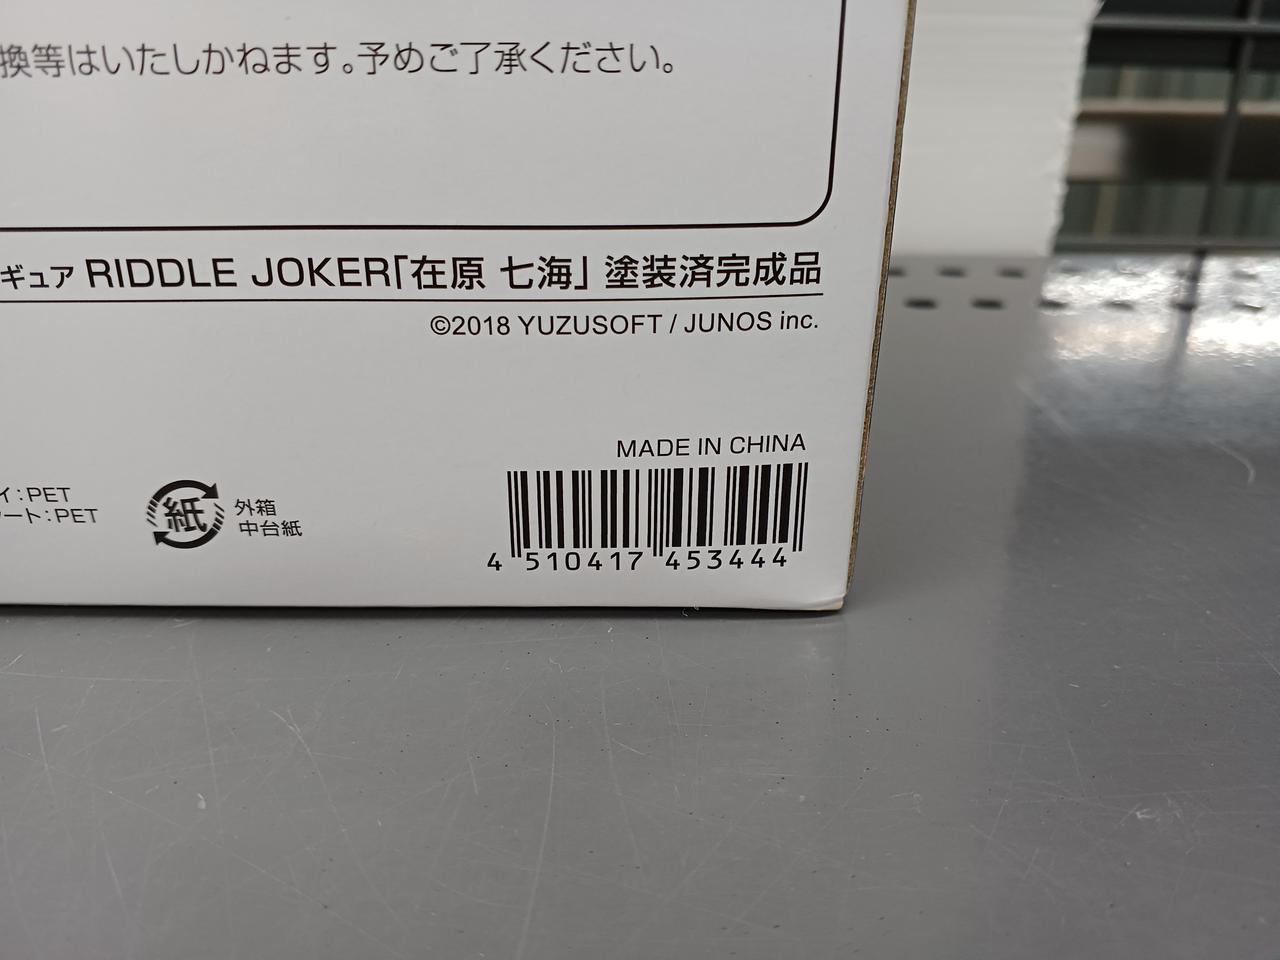 換等はいたしかねます。予めご了承ください。
ギュア RIDDLE JOKER「在原 七海」 塗装済完成品
©2018 YUZUSOFT / JUNOS inc.
MADE IN CHINA
イ：PET
ート：PET
紙
外箱
中台紙
4 510417 453444